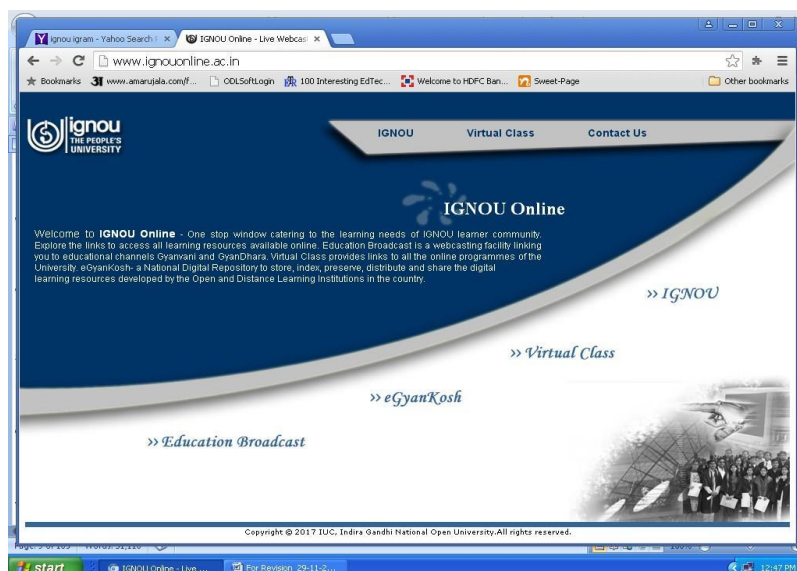 ignou igram - Yahoo Search
IGNOU Online - Live Webcas
www.ignouonline.ac.in
Bookmarks www.amarujala.com/f... ODLSoftLogin 100 Interesting EdTec... Welcome to HDFC Ban... Sweet-Page Other bookmarks
ignou
THE PEOPLE'S
UNIVERSITY
IGNOU Virtual Class Contact Us
IGNOU Online
Welcome to IGNOU Online - One stop window catering to the learning needs of IGNOU learner community.
Explore the links to access all learning resources available online. Education Broadcast is a webcasting facility linking
you to educational channels Gyanvani and GyanDhara. Virtual Class provides links to all the online programmes of the
University. eGyanKosh- a National Digital Repository to store, index, preserve, distribute and share the digital
learning resources developed by the Open and Distance Learning Institutions in the country.
>> IGNOU
>> Virtual Class
>> eGyanKosh
>> Education Broadcast
Copyright © 2017 IUC, Indira Gandhi National Open University.All rights reserved.
start IGNOU Online - Live ... For Revision 29-11-2... 12:47 PM